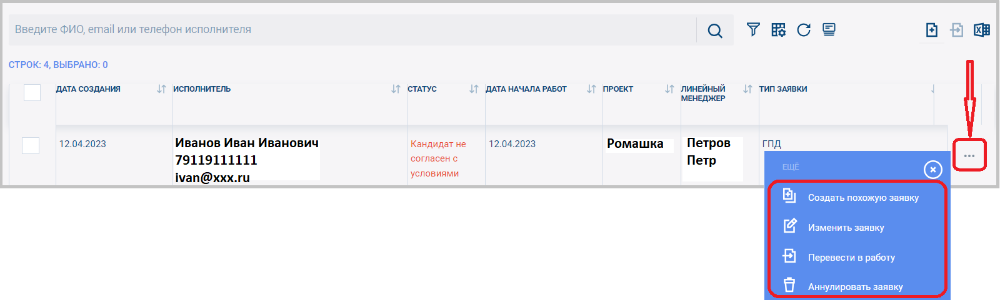 Введите ФИО, email или телефон исполнителя
СТРОК: 4, ВЫБРАНО: 0
ДАТА СОЗДАНИЯ
ИСПОЛНИТЕЛЬ
СТАТУС
ДАТА НАЧАЛА РАБОТ
ПРОЕКТ
ЛИНЕЙНЫЙ
МЕНЕДЖЕР
ТИП ЗАЯВКИ
12.04.2023
Иванов Иван Иванович
79119111111
ivan@xxx.ru
Кандидат не
согласен с
условиями
12.04.2023
Ромашка
Петров
Петр
ГПД
ЕЩЁ
Создать похожую заявку
Изменить заявку
Перевести в работу
Аннулировать заявку